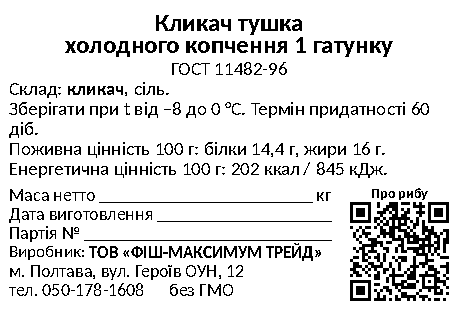 Кликач тушка
холодного копчення 1 гатунку
ГОСТ 11482-96
Склад: кликач, сіль.
Зберігати при t від –8 до 0 °С. Термін придатності 60
діб.
Поживна цінність 100 г: білки 14,4 г, жири 16 г.
Енергетична цінність 100 г: 202 ккал / 845 кДж.
Маса нетто ________________________ кг
Дата виготовлення ____________________
Партія № ____________________________
Виробник: ТОВ «ФІШ-МАКСИМУМ ТРЕЙД»
м. Полтава, вул. Героїв ОУН, 12
тел. 050-178-1608 без ГМО
Про рибу